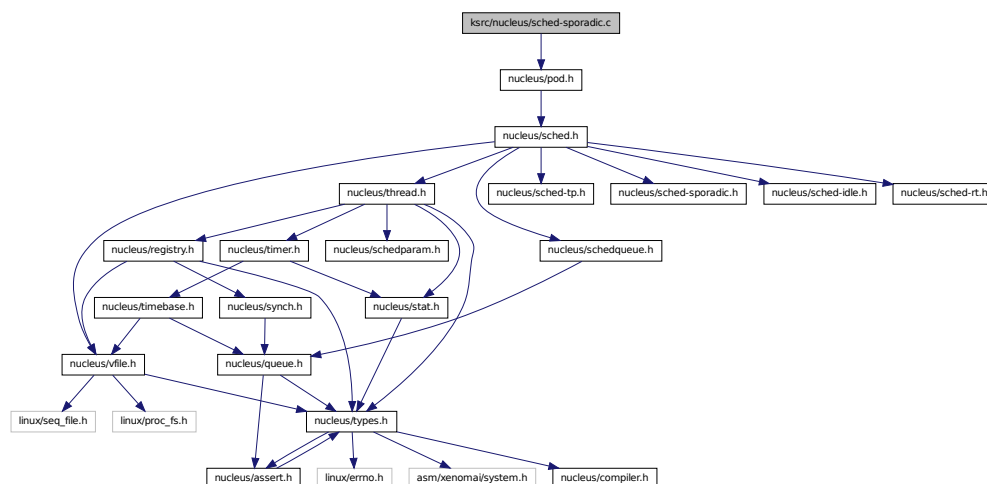 ksrc/nucleus/sched-sporadic.c
nucleus/pod.h
nucleus/sched.h
nucleus/thread.h
nucleus/sched-tp.h
nucleus/sched-sporadic.h
nucleus/sched-idle.h
nucleus/sched-rt.h
nucleus/registry.h
nucleus/timer.h
nucleus/schedparam.h
nucleus/schedqueue.h
nucleus/timebase.h
nucleus/synch.h
nucleus/stat.h
nucleus/vfile.h
nucleus/queue.h
linux/seq_file.h
linux/proc_fs.h
nucleus/types.h
nucleus/assert.h
linux/errno.h
asm/xenomai/system.h
nucleus/compiler.h